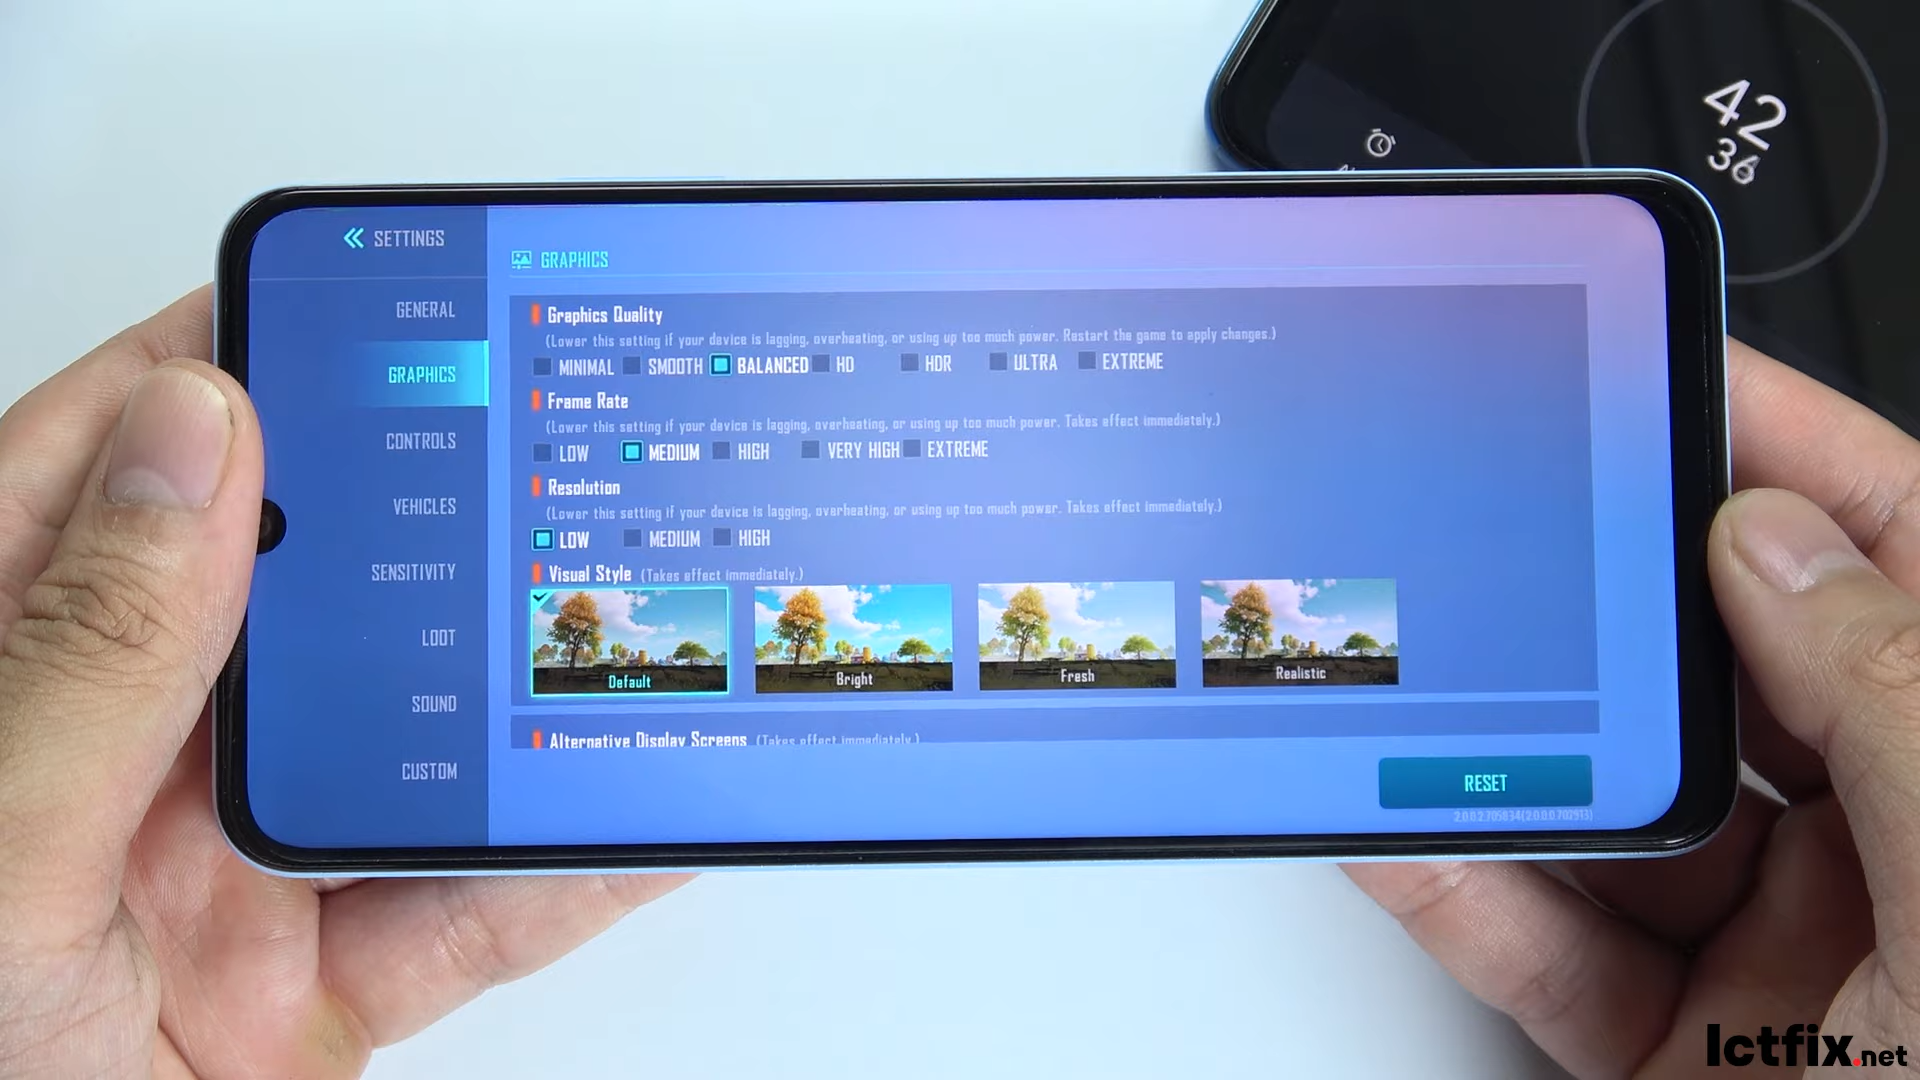 42
36
SETTINGS
GENERAL
GRAPHICS
CONTROLS
VEHICLES
SENSITIVITY
LOOT
SOUND
CUSTOM
GRAPHICS
Graphics Quality
(Lower this setting if your device is lagging, overheating, or using up too much power. Restart the game to apply changes.)
MINIMAL SMOOTH BALANCED HD HDR ULTRA EXTREME
Frame Rate
(Lower this setting if your device is lagging, overheating, or using up too much power. Takes effect immediately.)
LOW MEDIUM HIGH VERY HIGH EXTREME
Resolution
(Lower this setting if your device is lagging, overheating, or using up too much power. Takes effect immediately.)
LOW MEDIUM HIGH
Visual Style (Takes effect immediately.)
Default Bright Fresh Realistic
Alternative Display Screens (Takes effect immediately.)
RESET
Ictfix.net